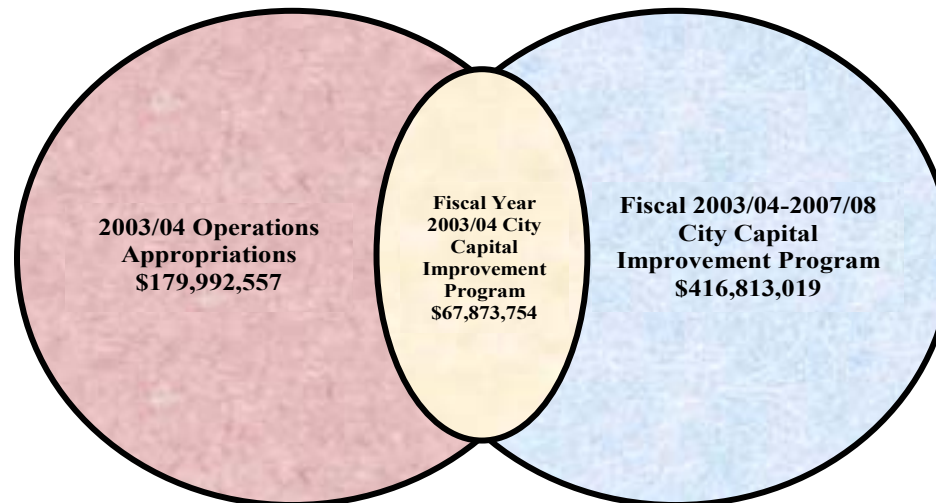 2003/04 Operations
Appropriations
$179,992,557
Fiscal Year
2003/04 City
Capital
Improvement
Program
$67,873,754
Fiscal 2003/04-2007/08
City Capital
Improvement Program
$416,813,019